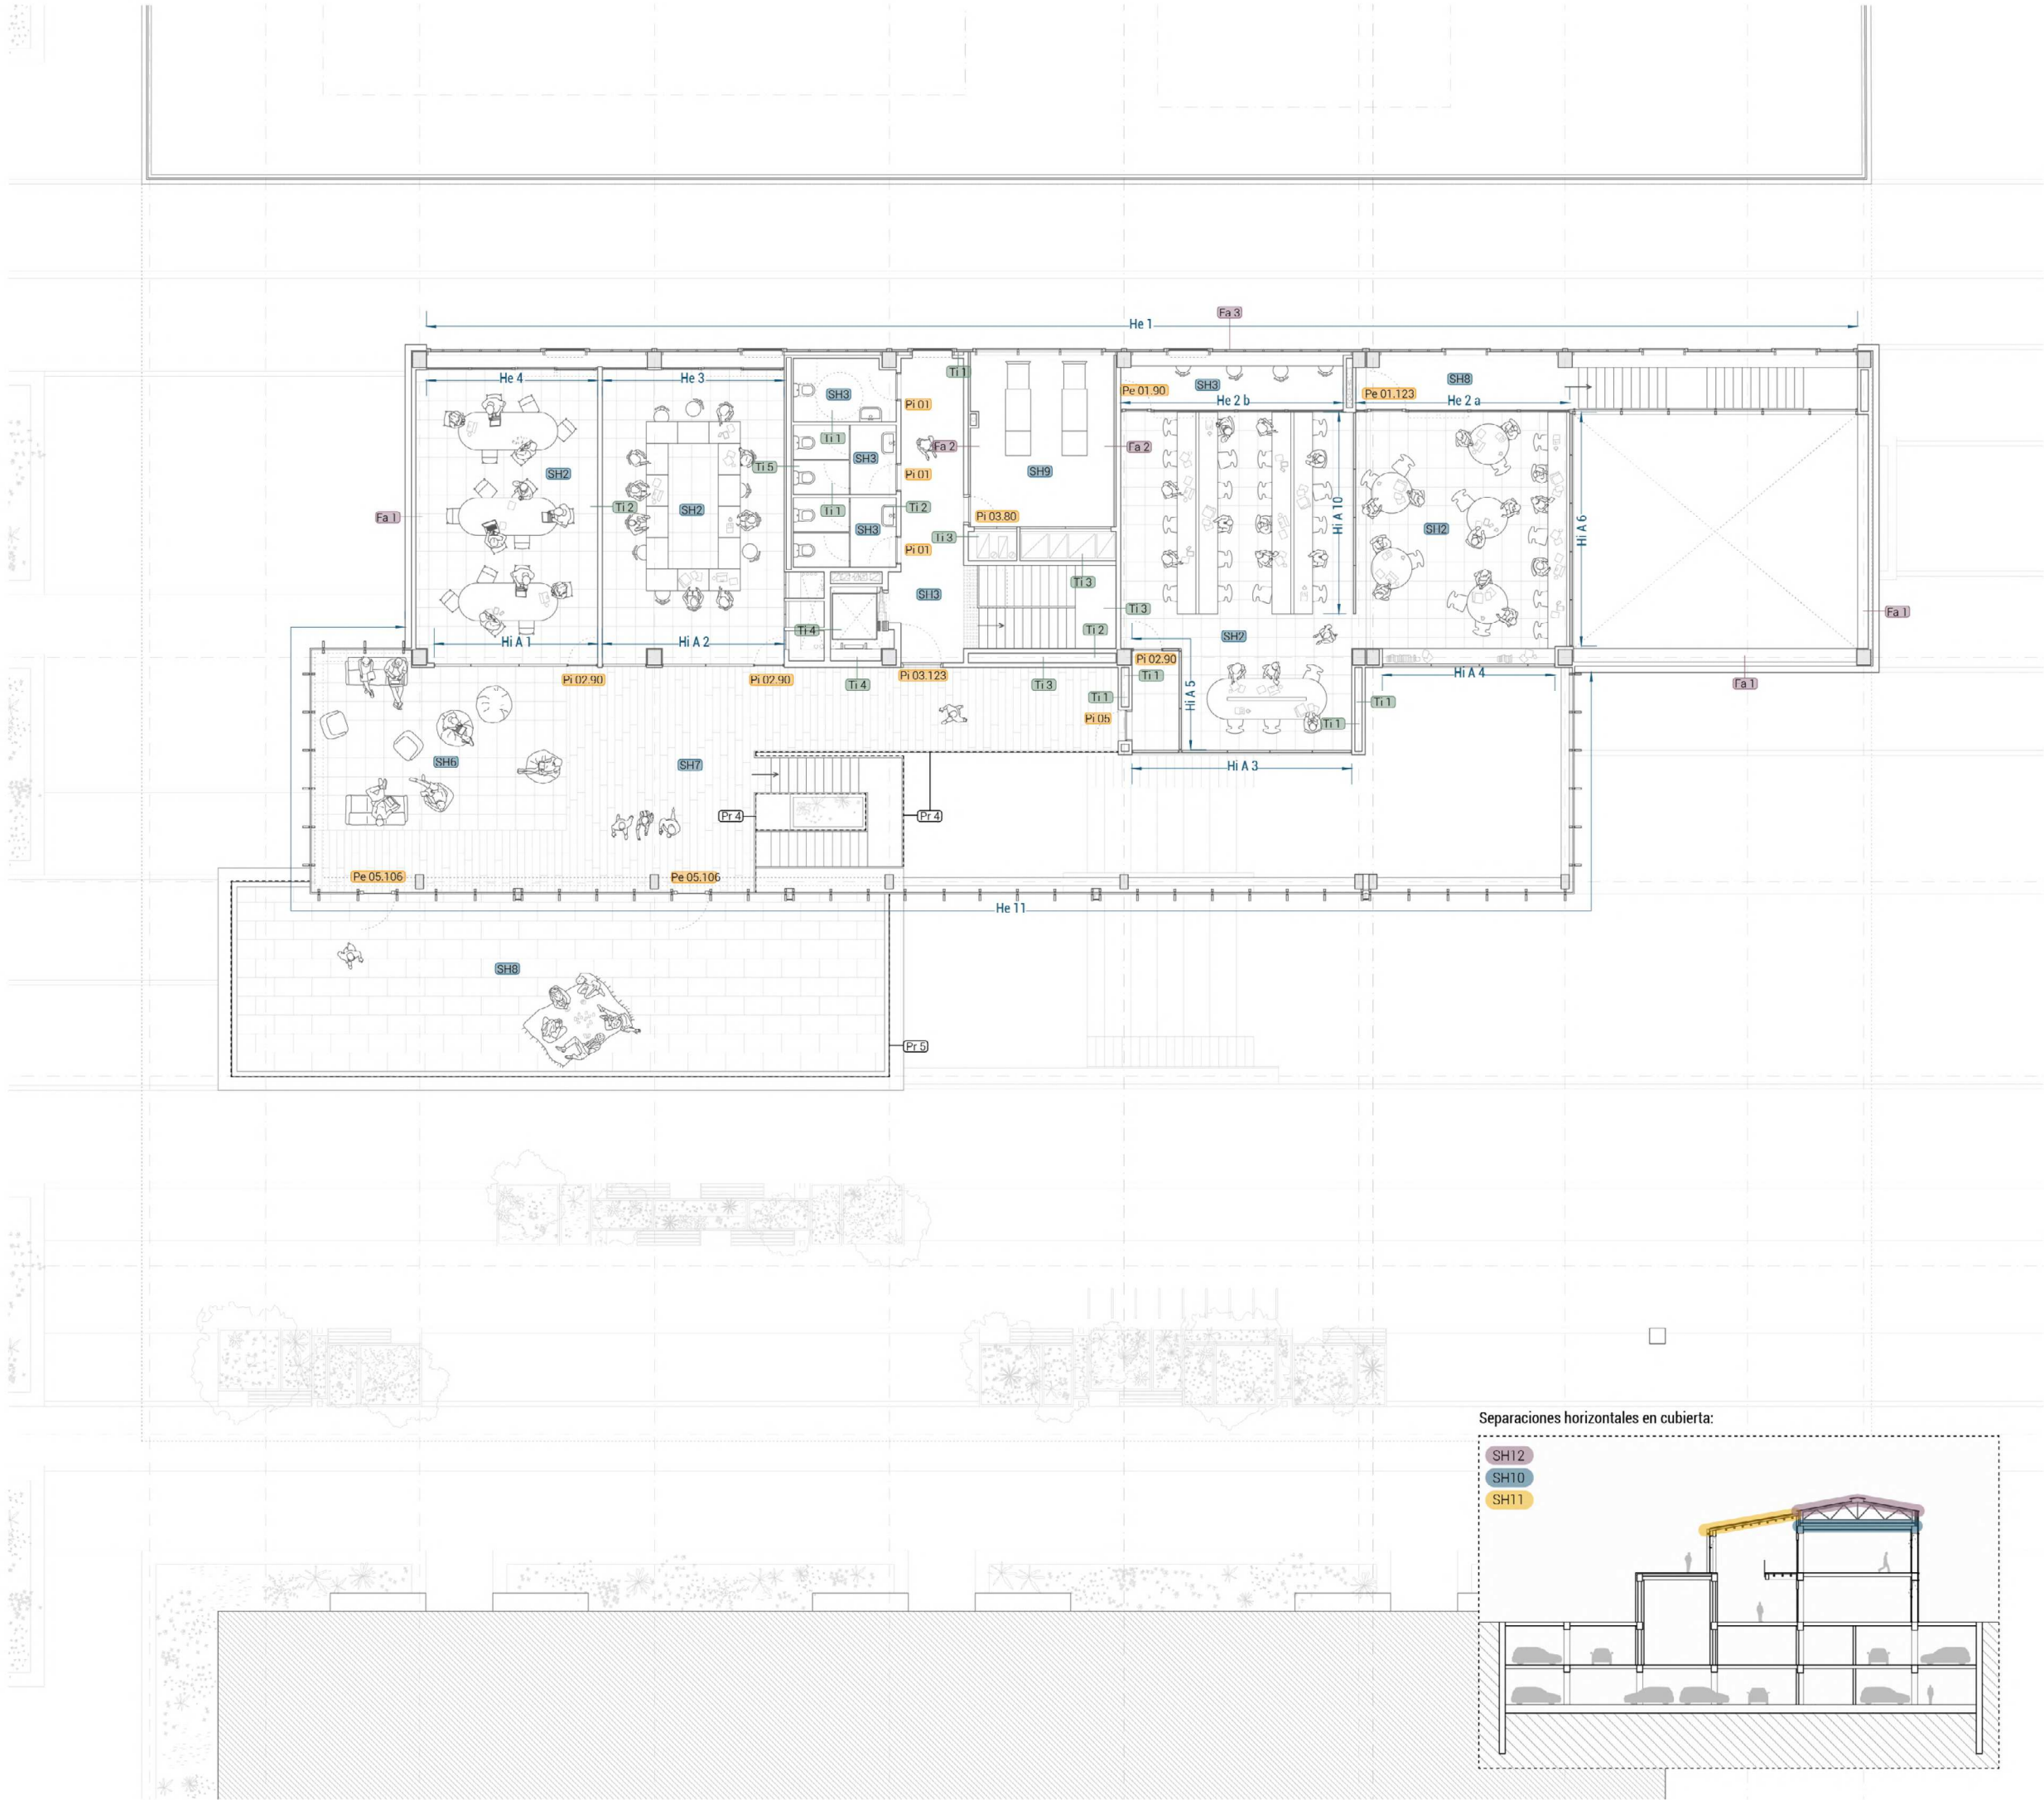 Fa 3
He 1
He 4
He 3
Ti 1
SH3
Pe 01.90
He 2 b
Pe 01.123
SH8
He 2 a
SH3
Pi 01
Ti 1
Fa 2
Fa 2
SH3
Ti 5
SH2
Pi 01
SH9
Ti 2
SH2
Ti 1
Ti 2
Hi A 10
Fa 1
Pi 03.80
SH3
SH2
Hi A 6
Ti 3
Pi 01
Ti 3
SH3
Ti 3
Fa 1
Ti 4
Ti 2
SH2
Hi A 1
Hi A 2
Pi 02.90
Pi 02.90
Pi 02.90
Ti 4
Pi 03.123
Ti 3
Ti 1
Hi A 4
Fa 1
Ti 1
Hi A 5
Ti 1
Pi 05
Ti 1
SH6
SH7
Hi A 3
Pr 4
Pr 4
Pe 05.106
Pe 05.106
He 11
SH8
Pr 5
Separaciones horizontales en cubierta:
SH12
SH10
SH11